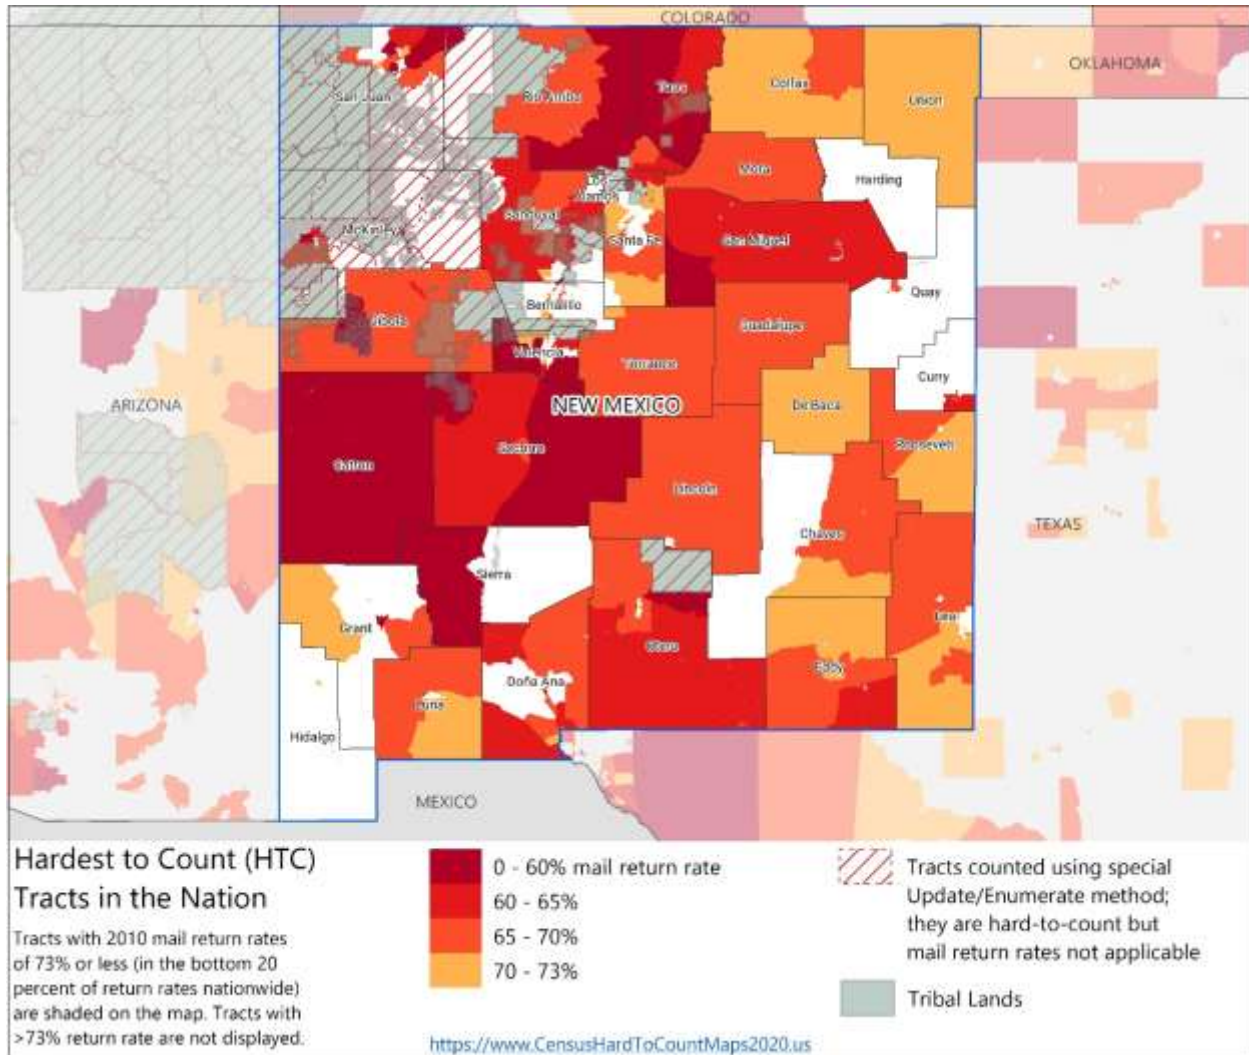 COLORADO
OKLAHOMA
San Juan
Rio Arriba
Taos
Colfax
Union
Mora
Harding
Los
Alamos
McKinley
Sandoval
Santa Fe
San Miguel
Quay
Bernalillo
Cibola
Guadalupe
Valencia
Torrance
Curry
ARIZONA
NEW MEXICO
De Baca
Roosevelt
Catron
Socorro
Lincoln
TEXAS
Chaves
Sierra
Grant
Otero
Lea
Eddy
Doña Ana
Luna
Hidalgo
MEXICO
Hardest to Count (HTC)
Tracts in the Nation
Tracts with 2010 mail return rates
of 73% or less (in the bottom 20
percent of return rates nationwide)
are shaded on the map. Tracts with
>73% return rate are not displayed.
0 - 60% mail return rate
60 - 65%
65 - 70%
70 - 73%
https://www.CensusHardToCountMaps2020.us
Tracts counted using special
Update/Enumerate method;
they are hard-to-count but
mail return rates not applicable
Tribal Lands